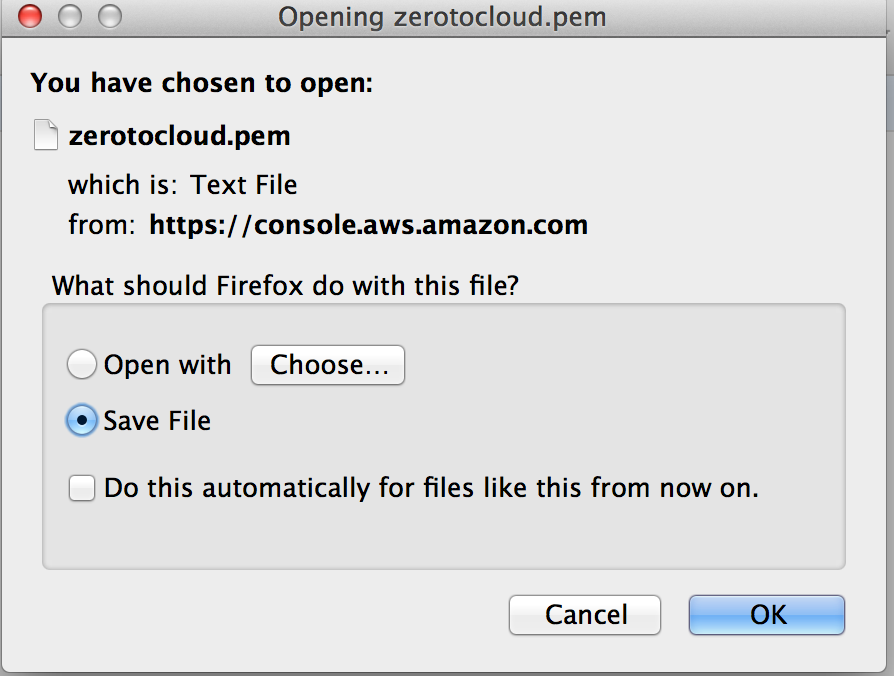 Opening zerotocloud.pem
You have chosen to open:
zerotocloud.pem
which is: Text File
from: https://console.aws.amazon.com
What should Firefox do with this file?
Open with Choose...
Save File
Do this automatically for files like this from now on.
Cancel OK